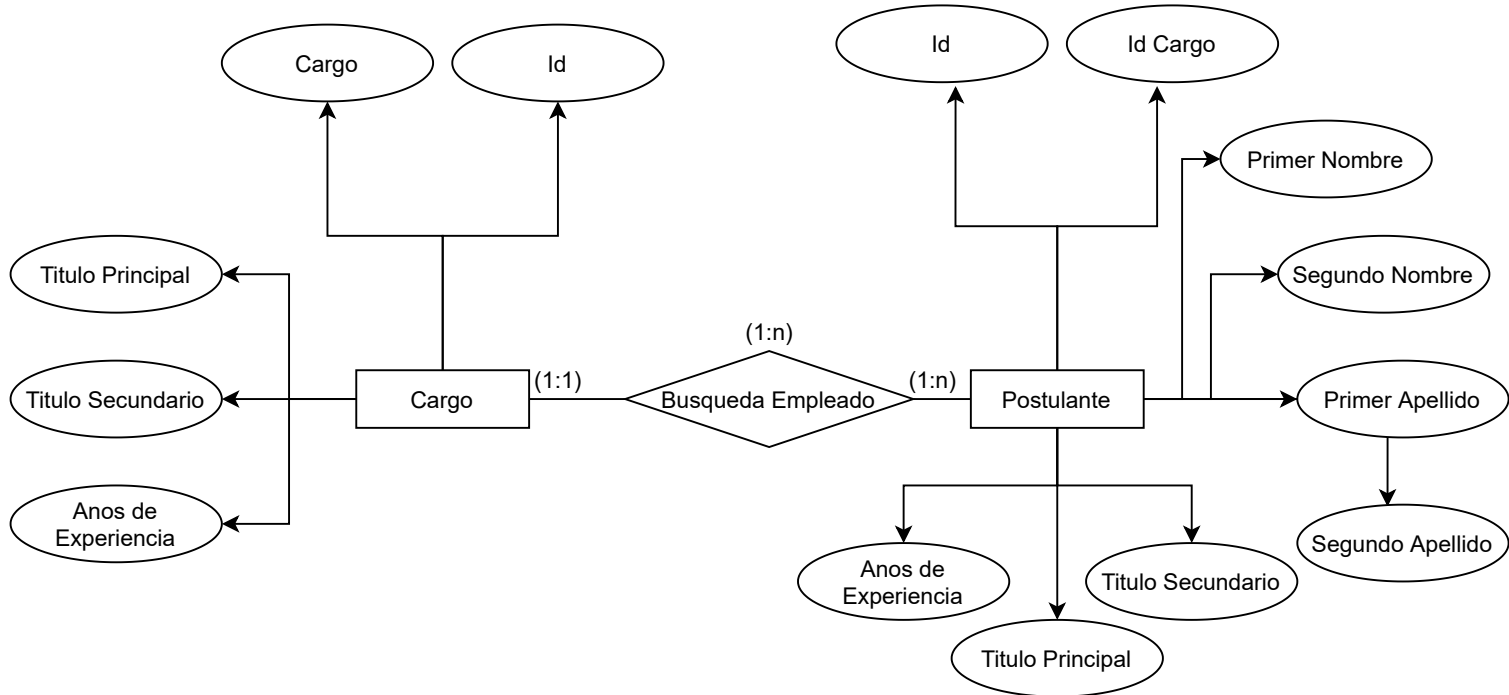 Cargo
Id
Id
Id Cargo
Primer Nombre
Segundo Nombre
Titulo Principal
Titulo Secundario
Anos de
Experiencia
Cargo
(1:1)
(1:n)
Busqueda Empleado
(1:n)
Postulante
Primer Apellido
Segundo Apellido
Anos de
Experiencia
Titulo Secundario
Titulo Principal